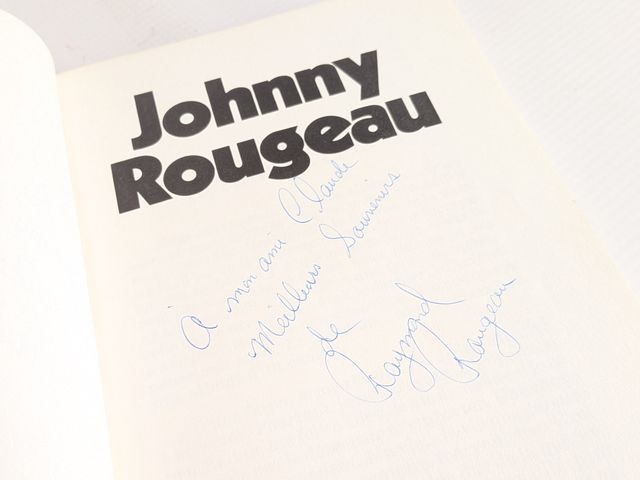 Johnny
Rougeau
À mon ami Claude
Meilleurs Souvenirs
de
Raymond
Rougeau